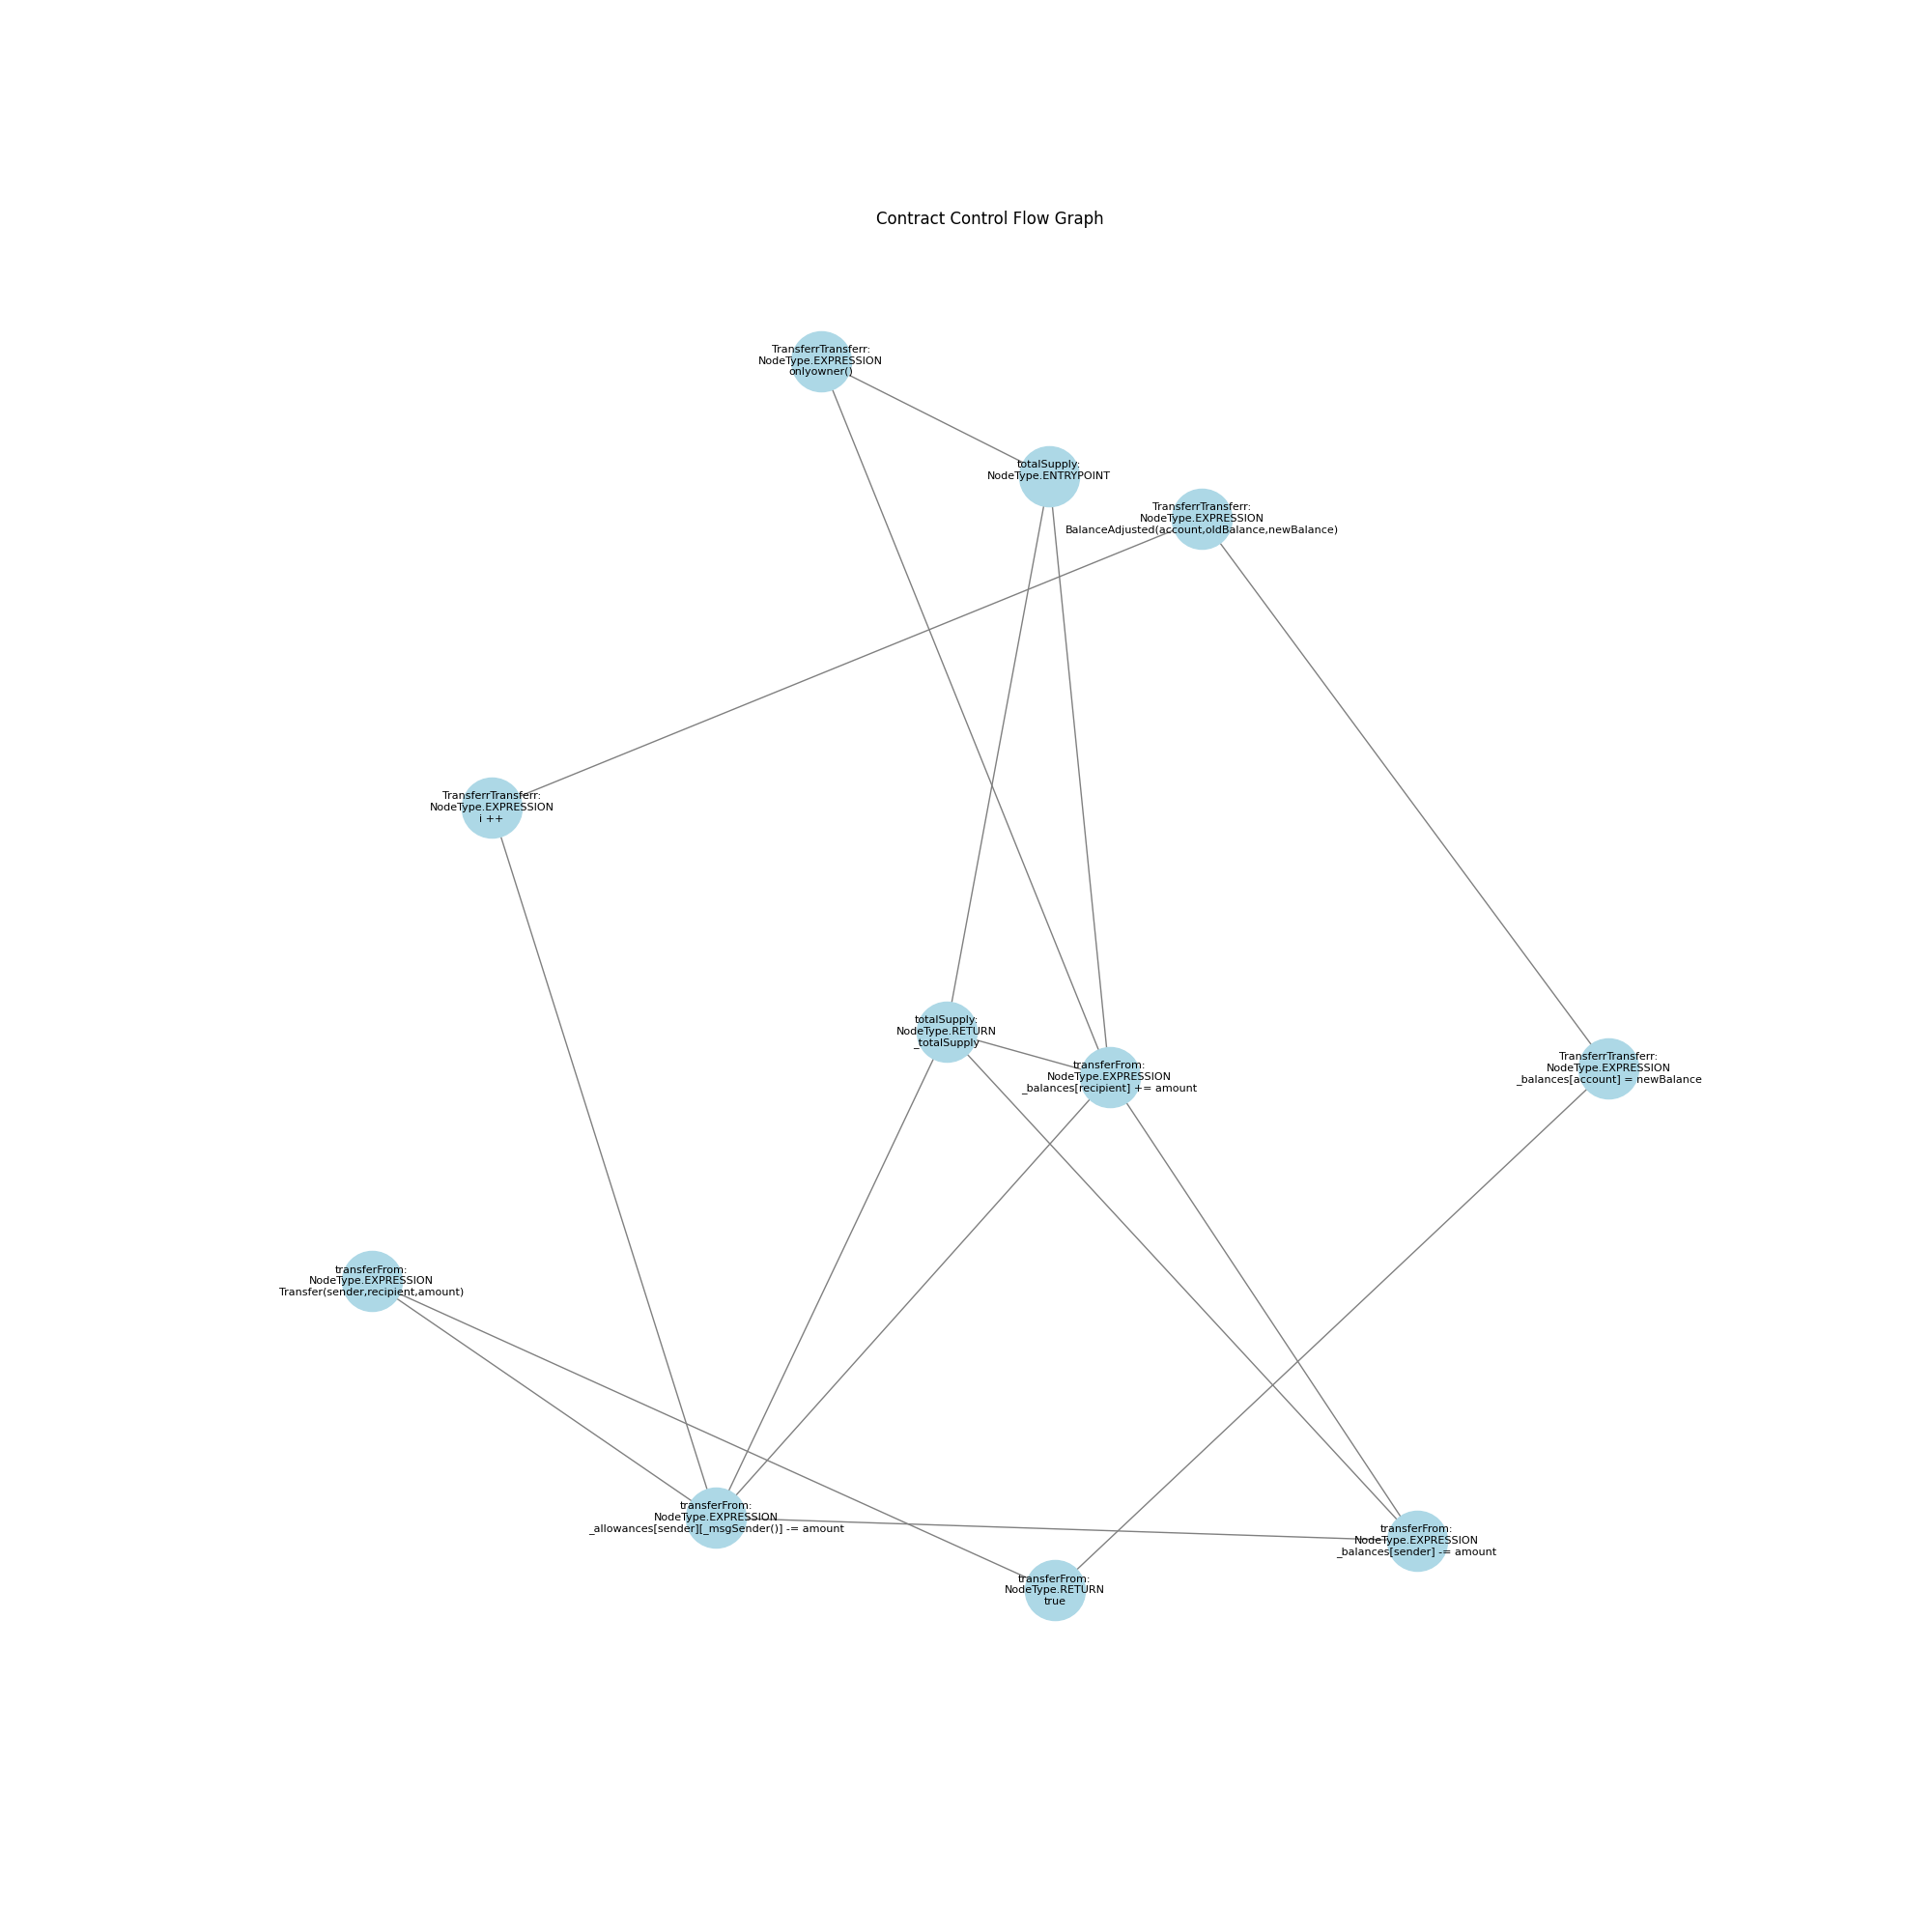 Contract Control Flow Graph
TransferrTransferr:
NodeType.EXPRESSION
onlyowner()
totalSupply:
NodeType.ENTRYPOINT
TransferrTransferr:
NodeType.EXPRESSION
BalanceAdjusted(account,oldBalance,newBalance)
TransferrTransferr:
NodeType.EXPRESSION
i ++
totalSupply:
NodeType.RETURN
_totalSupply
transferFrom:
NodeType.EXPRESSION
_balances[recipient] += amount
TransferrTransferr:
NodeType.EXPRESSION
_balances[account] = newBalance
transferFrom:
NodeType.EXPRESSION
Transfer(sender,recipient,amount)
transferFrom:
NodeType.EXPRESSION
_allowances[sender][_msgSender()] -= amount
transferFrom:
NodeType.EXPRESSION
_balances[sender] -= amount
transferFrom:
NodeType.RETURN
true